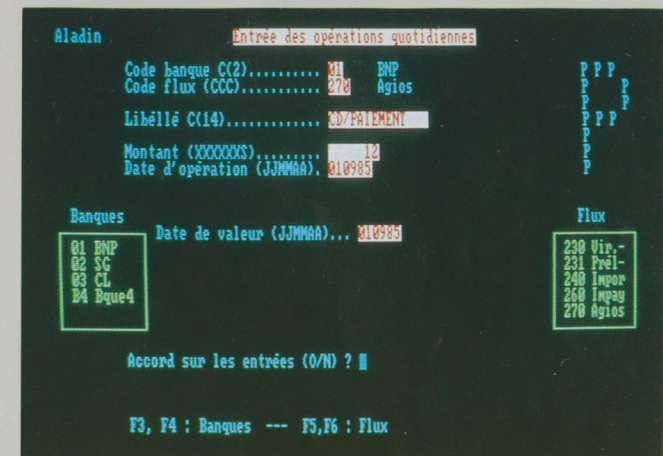 Aladin Entrée des opérations quotidiennes
Code banque C(2).......... 01 BNP
Code flux (CCC)........... 270 Agios
Libéllé C(14)............. CD/PAIEMENT
Montant (XXXXXXS)......... 12
Date d'opération (JJMMAA). 010985
P P P
P P
P P
P P P
P
P
P
Banques
Date de valeur (JJMMAA)... 010985
01 BNP
02 SG
03 CL
B4 Bque4
Flux
230 Vir.-
231 Prél-
240 Impor
260 Impay
270 Agios
Accord sur les entrées (O/N) ?
F3, F4 : Banques --- F5,F6 : Flux